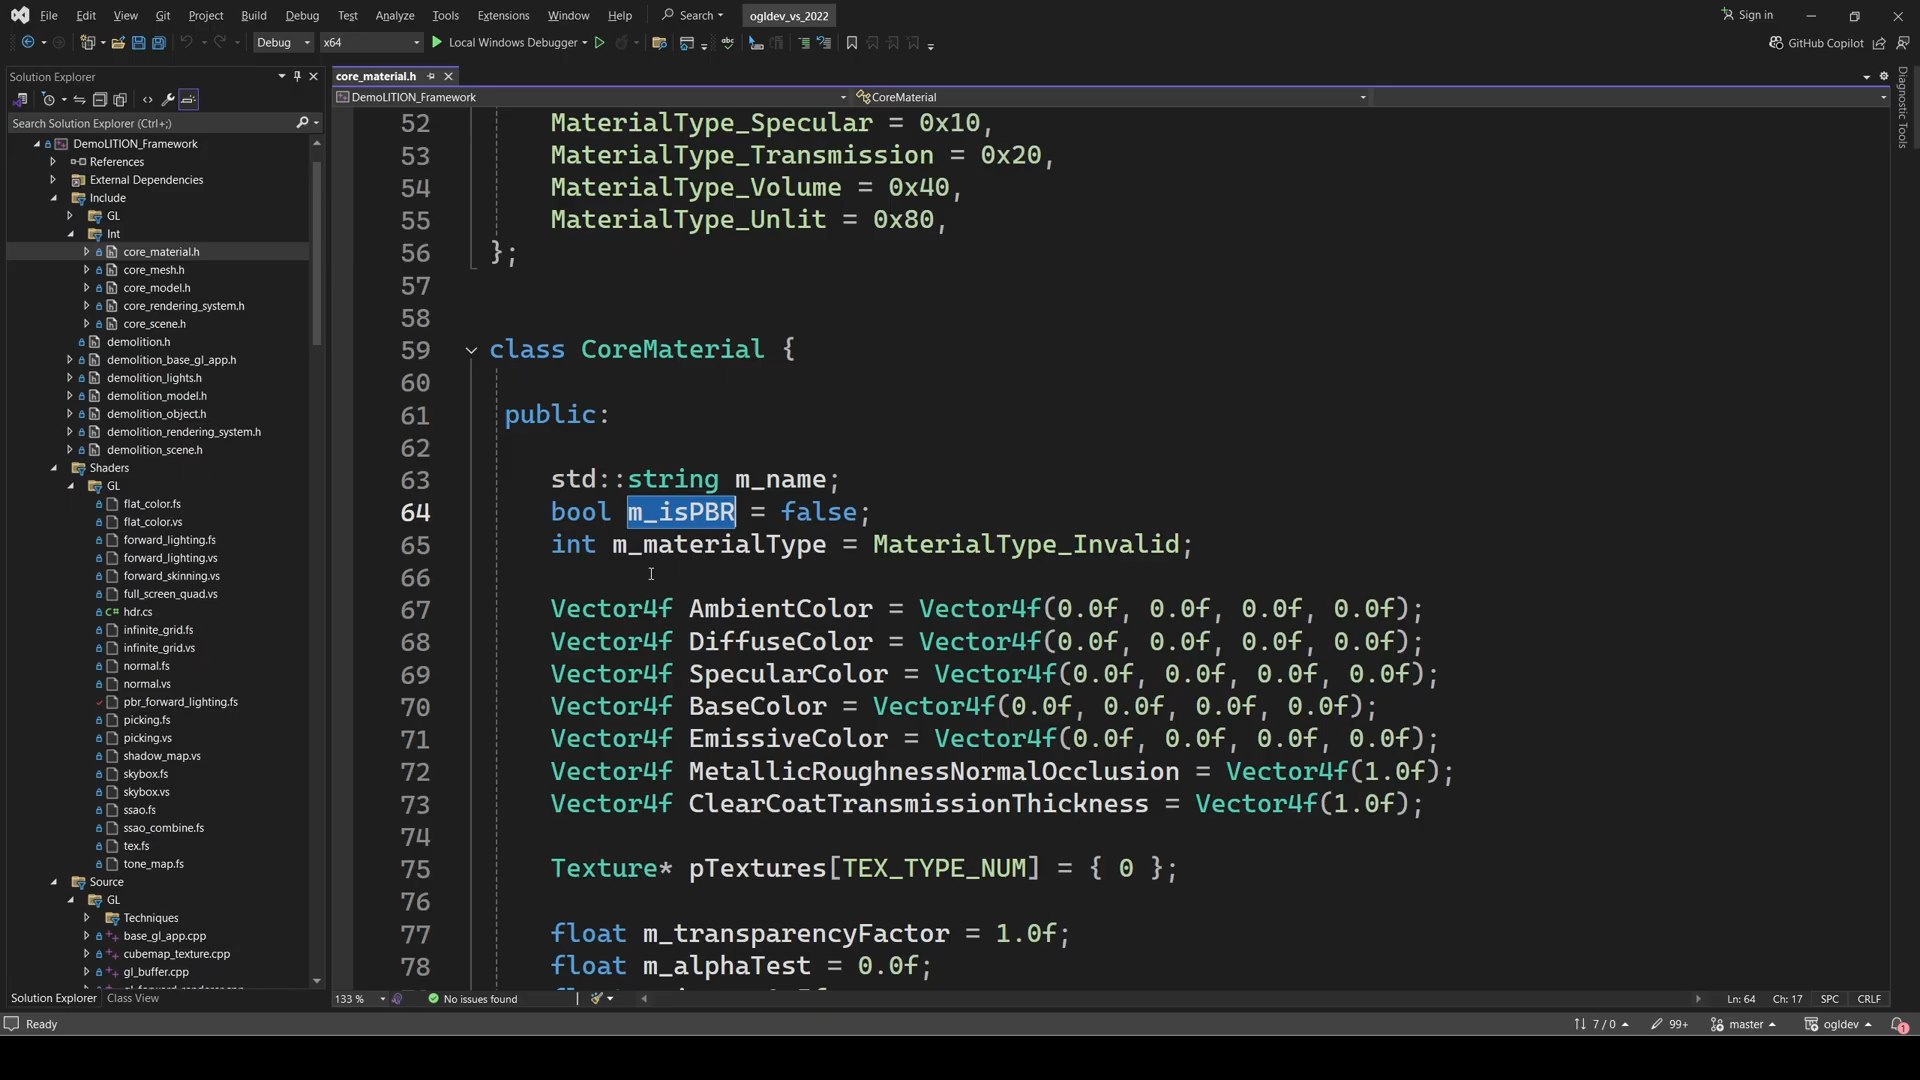 File Edit View Git Project Build Debug Test Analyze Tools Extensions Window Help Search ogldev_vs_2022 Sign in
Debug x64 Local Windows Debugger GitHub Copilot
Solution Explorer
Search Solution Explorer (Ctrl+;)
DemoLITION_Framework
References
External Dependencies
Include
GL
Int
core_material.h
core_mesh.h
core_model.h
core_rendering_system.h
core_scene.h
demolition.h
demolition_base_gl_app.h
demolition_lights.h
demolition_model.h
demolition_object.h
demolition_rendering_system.h
demolition_scene.h
Shaders
GL
flat_color.fs
flat_color.vs
forward_lighting.fs
forward_lighting.vs
forward_skinning.vs
full_screen_quad.vs
hdr.cs
infinite_grid.fs
infinite_grid.vs
normal.fs
normal.vs
pbr_forward_lighting.fs
picking.fs
picking.vs
shadow_map.vs
skybox.fs
skybox.vs
ssao.fs
ssao_combine.fs
tex.fs
tone_map.fs
Source
GL
Techniques
base_gl_app.cpp
cubemap_texture.cpp
gl_buffer.cpp
Solution Explorer Class View
core_material.h
DemoLITION_Framework CoreMaterial
52 MaterialType_Specular = 0x10,
53 MaterialType_Transmission = 0x20,
54 MaterialType_Volume = 0x40,
55 MaterialType_Unlit = 0x80,
56 };
57
58
59 class CoreMaterial {
60
61 public:
62
63 std::string m_name;
64 bool m_isPBR = false;
65 int m_materialType = MaterialType_Invalid;
66
67 Vector4f AmbientColor = Vector4f(0.0f, 0.0f, 0.0f, 0.0f);
68 Vector4f DiffuseColor = Vector4f(0.0f, 0.0f, 0.0f, 0.0f);
69 Vector4f SpecularColor = Vector4f(0.0f, 0.0f, 0.0f, 0.0f);
70 Vector4f BaseColor = Vector4f(0.0f, 0.0f, 0.0f, 0.0f);
71 Vector4f EmissiveColor = Vector4f(0.0f, 0.0f, 0.0f, 0.0f);
72 Vector4f MetallicRoughnessNormalOcclusion = Vector4f(1.0f);
73 Vector4f ClearCoatTransmissionThickness = Vector4f(1.0f);
74
75 Texture* pTextures[TEX_TYPE_NUM] = { 0 };
76
77 float m_transparencyFactor = 1.0f;
78 float m_alphaTest = 0.0f;
133 % No issues found Ln: 64 Ch: 17 SPC CRLF
Diagnostic Tools
Ready 7 / 0 99+ master ogldev 1